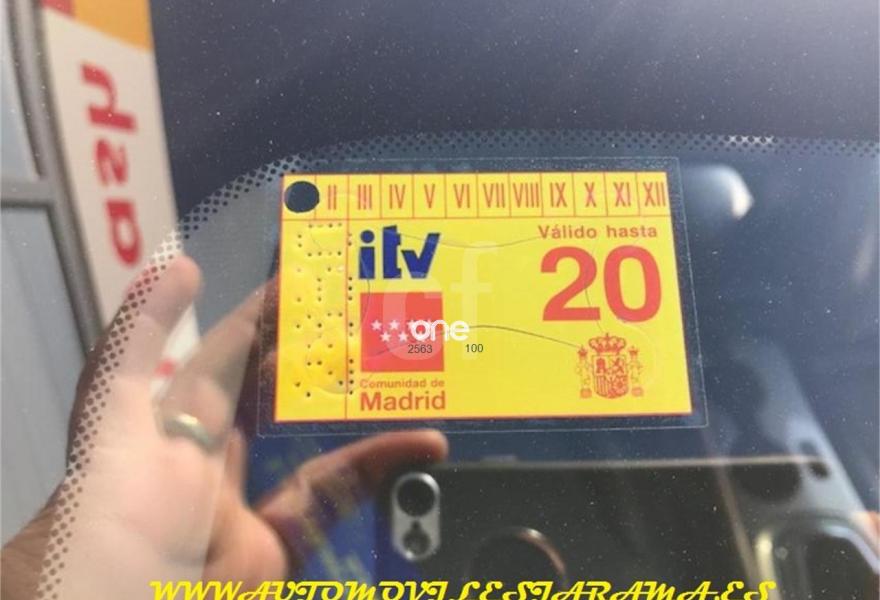 II III IV V VI VII VIII IX X XI XII
itv
Válido hasta
20
one
2563 100
Comunidad de
Madrid
WWW.AUTOMOVILESJARAMA.ES